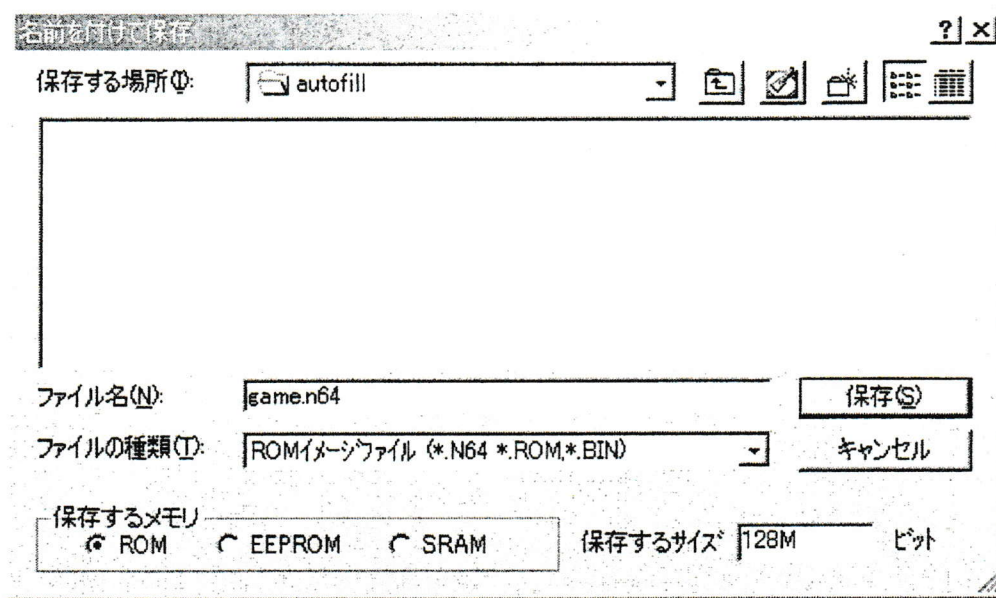 名前を付けて保存
保存する場所(I): autofill
ファイル名(N): game.n64 保存(S)
ファイルの種類(T): ROMイメージファイル (*.N64 *.ROM,*.BIN) キャンセル
保存するメモリ
ROM EEPROM SRAM 保存するサイズ 128M ビット